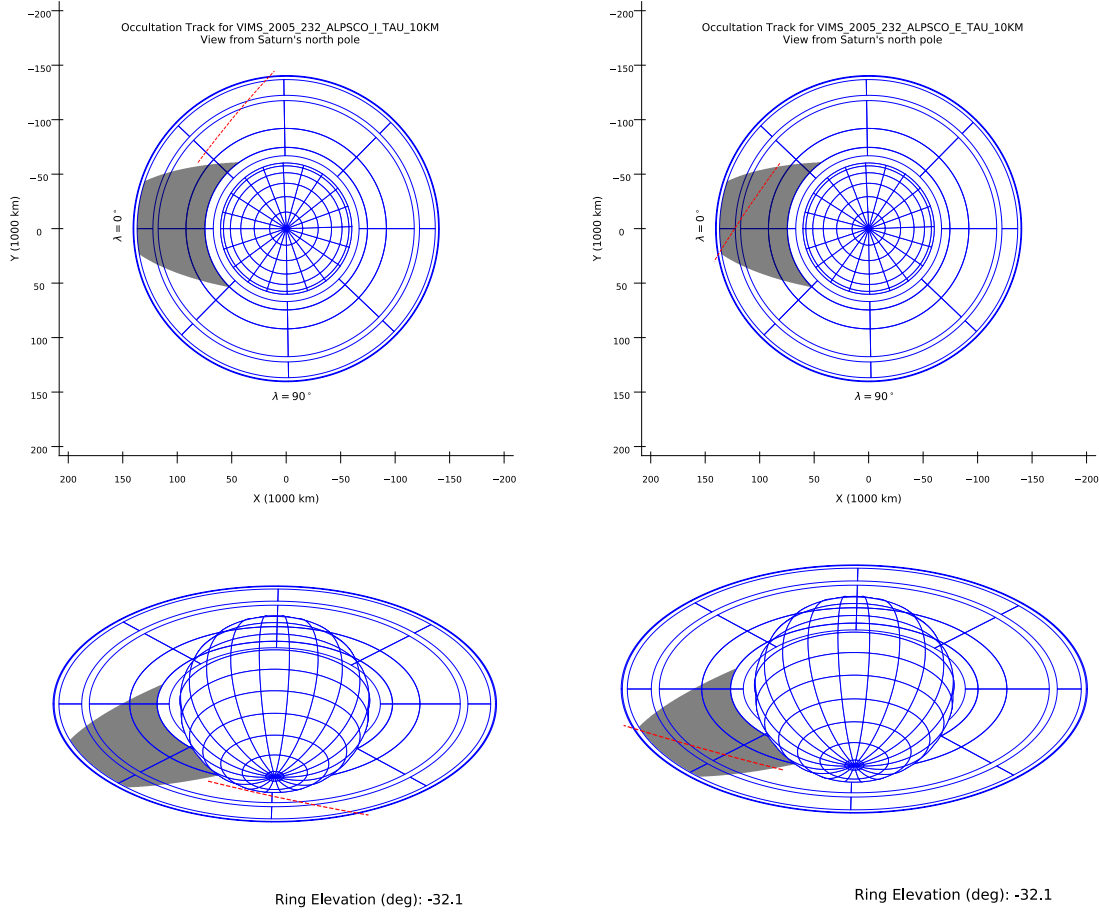 Occultation Track for VIMS_2005_232_ALPSCO_I_TAU_10KM
View from Saturn's north pole
−200
−150
−100
−50
0
50
100
150
200
Y (1000 km)
λ = 0°
λ = 90°
200 150 100 50 0 −50 −100 −150 −200
X (1000 km)
Occultation Track for VIMS_2005_232_ALPSCO_E_TAU_10KM
View from Saturn's north pole
−200
−150
−100
−50
0
50
100
150
200
Y (1000 km)
λ = 0°
λ = 90°
200 150 100 50 0 −50 −100 −150 −200
X (1000 km)
Ring Elevation (deg): -32.1
Ring Elevation (deg): -32.1